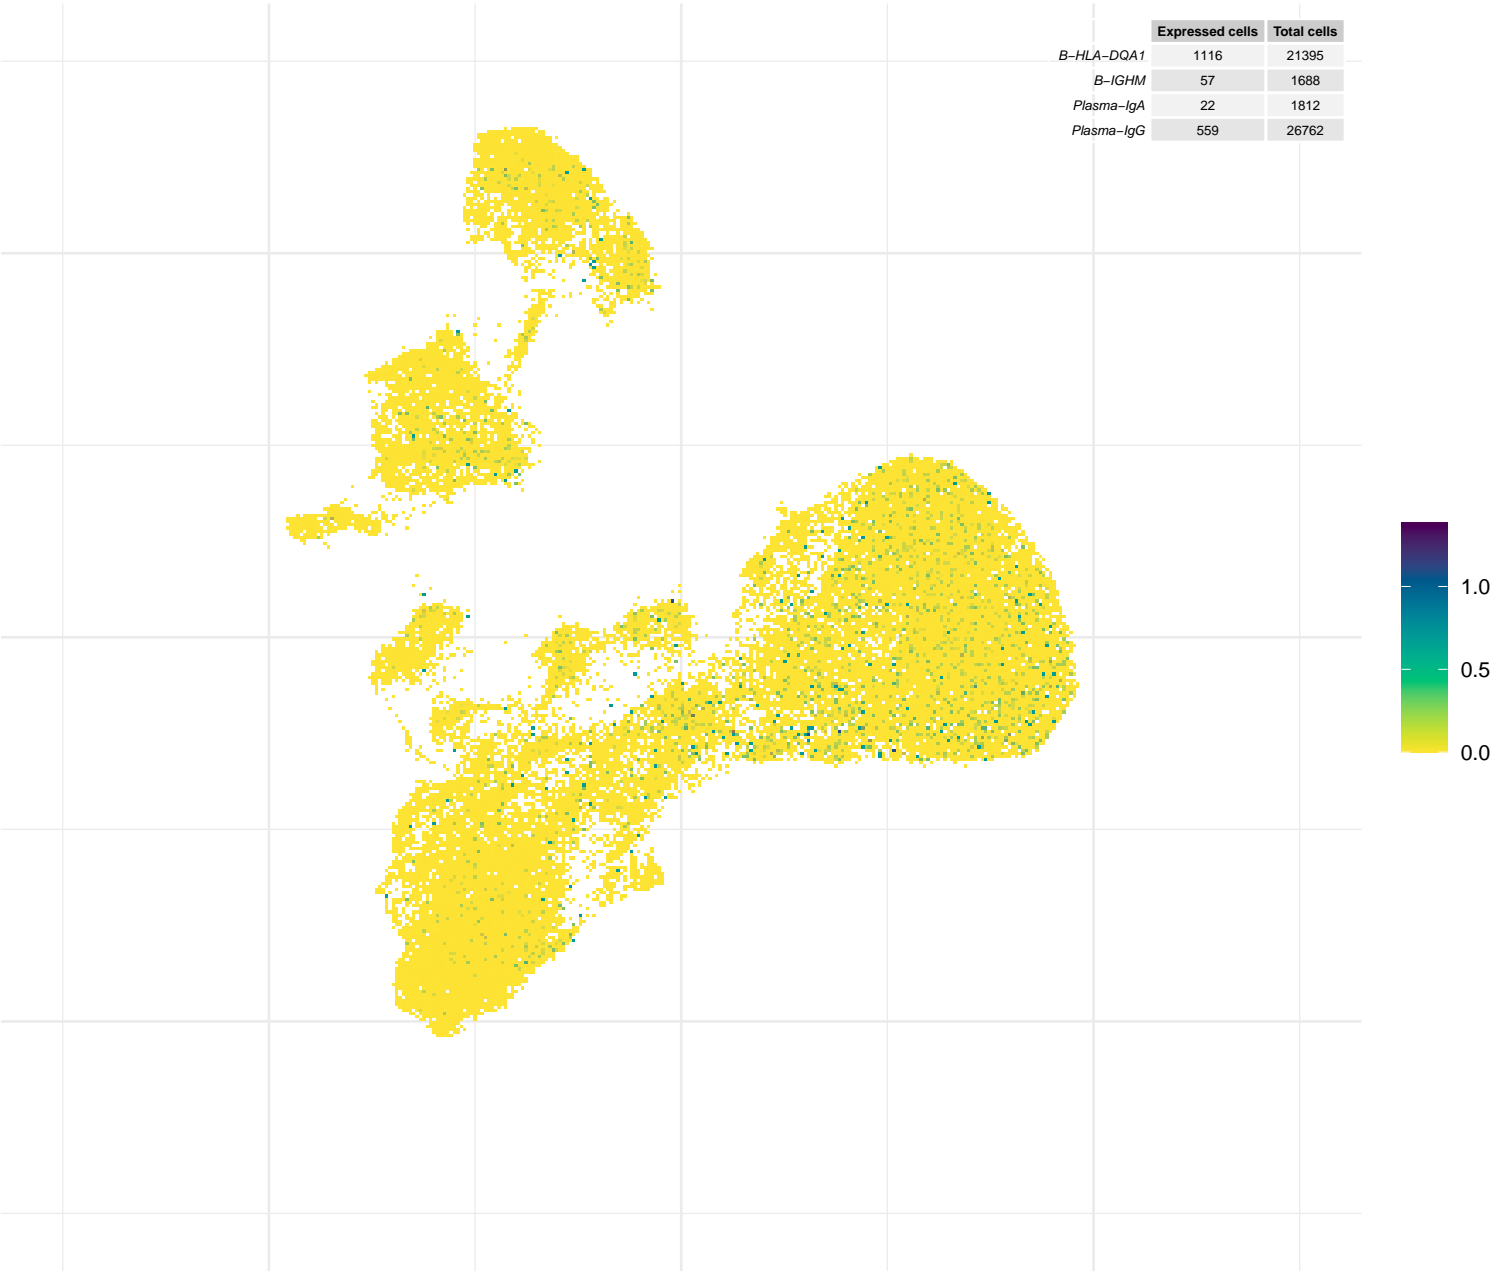 Expressed cells Total cells
B−HLA−DQA1 1116 21395
B−IGHM 57 1688
Plasma−IgA 22 1812
Plasma−IgG 559 26762
1.0
0.5
0.0